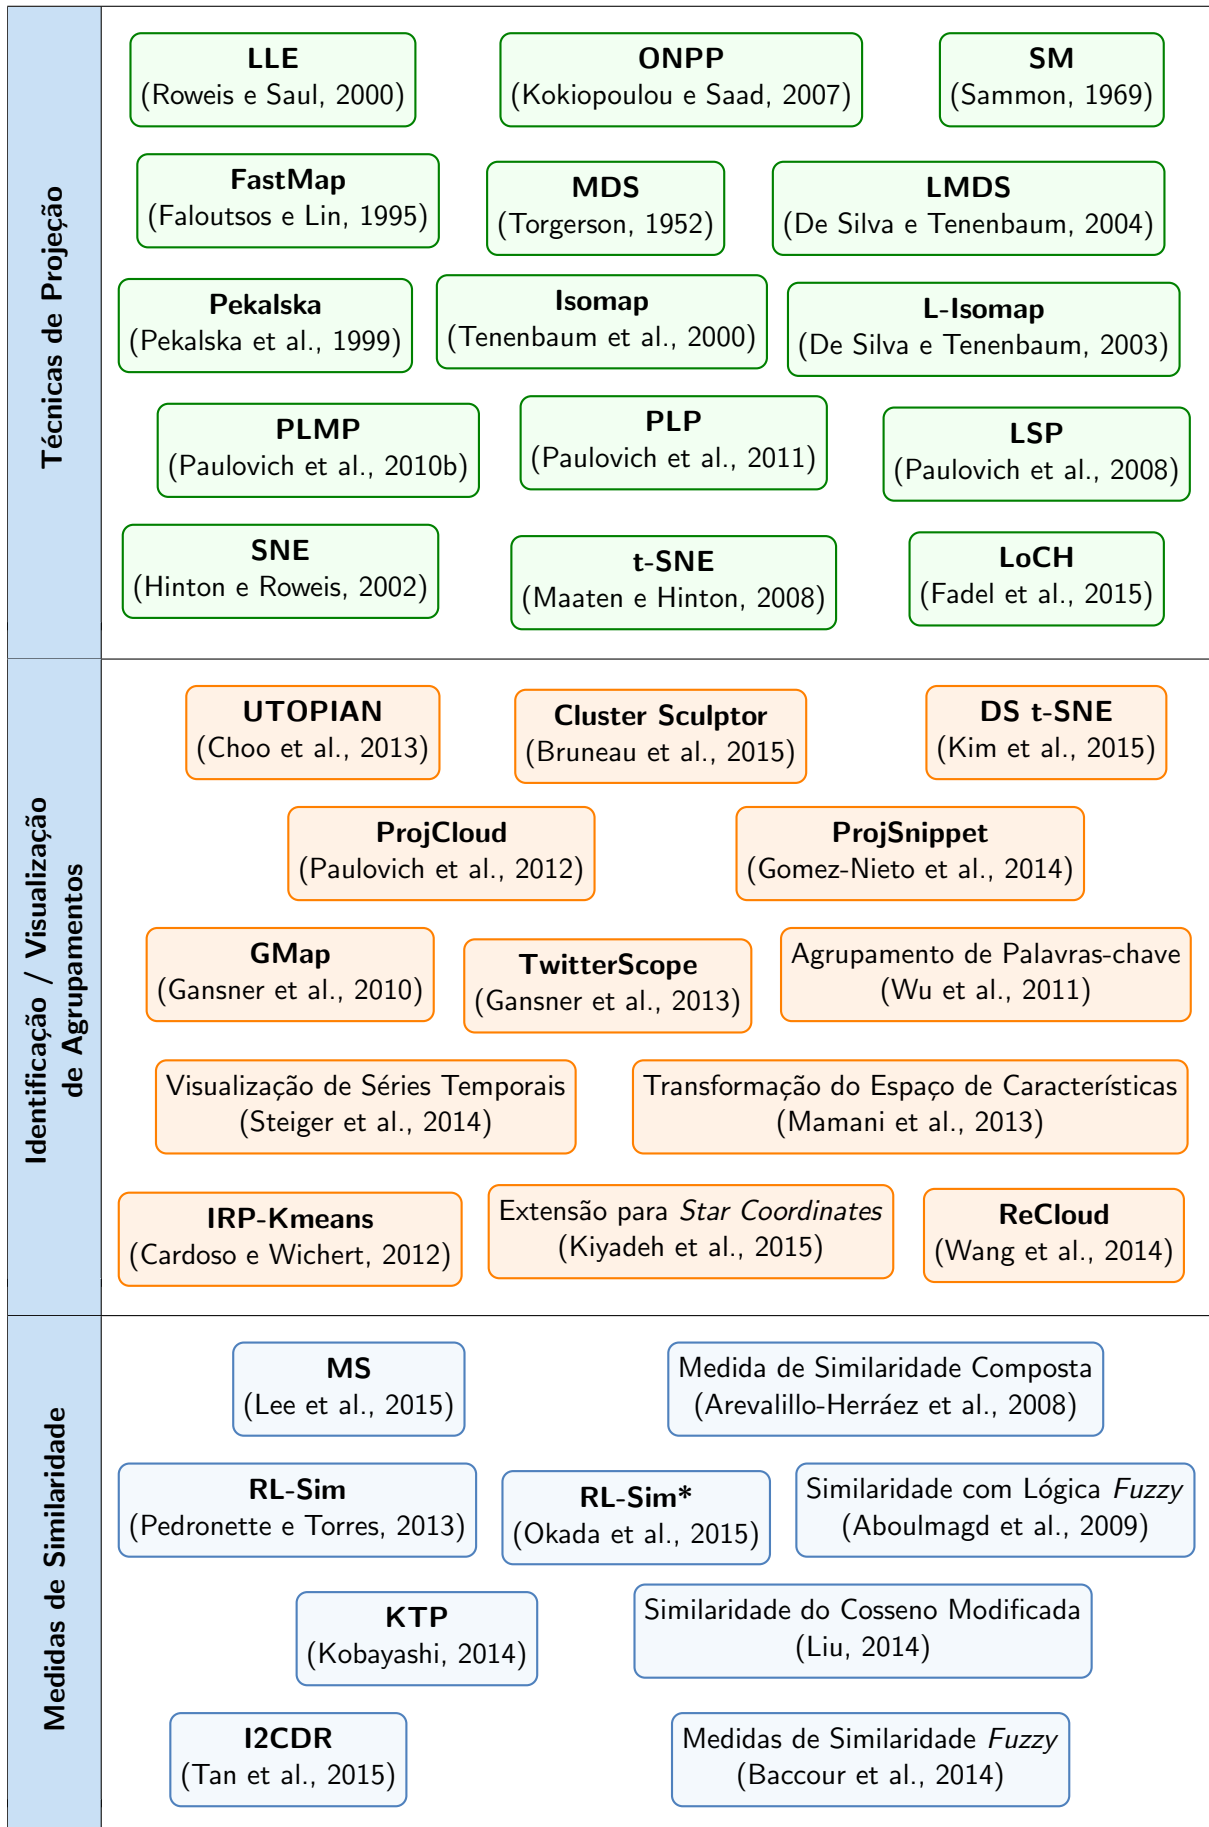 Técnicas de Projeção
LLE
(Roweis e Saul, 2000)
ONPP
(Kokiopoulou e Saad, 2007)
SM
(Sammon, 1969)
FastMap
(Faloutsos e Lin, 1995)
MDS
(Torgerson, 1952)
LMDS
(De Silva e Tenenbaum, 2004)
Pekalska
(Pekalska et al., 1999)
Isomap
(Tenenbaum et al., 2000)
L-Isomap
(De Silva e Tenenbaum, 2003)
PLMP
(Paulovich et al., 2010b)
PLP
(Paulovich et al., 2011)
LSP
(Paulovich et al., 2008)
SNE
(Hinton e Roweis, 2002)
t-SNE
(Maaten e Hinton, 2008)
LoCH
(Fadel et al., 2015)
Identificação / Visualização
de Agrupamentos
UTOPIAN
(Choo et al., 2013)
Cluster Sculptor
(Bruneau et al., 2015)
DS t-SNE
(Kim et al., 2015)
ProjCloud
(Paulovich et al., 2012)
ProjSnippet
(Gomez-Nieto et al., 2014)
GMap
(Gansner et al., 2010)
TwitterScope
(Gansner et al., 2013)
Agrupamento de Palavras-chave
(Wu et al., 2011)
Visualização de Séries Temporais
(Steiger et al., 2014)
Transformação do Espaço de Características
(Mamani et al., 2013)
IRP-Kmeans
(Cardoso e Wichert, 2012)
Extensão para Star Coordinates
(Kiyadeh et al., 2015)
ReCloud
(Wang et al., 2014)
Medidas de Similaridade
MS
(Lee et al., 2015)
Medida de Similaridade Composta
(Arevalillo-Herráez et al., 2008)
RL-Sim
(Pedronette e Torres, 2013)
RL-Sim*
(Okada et al., 2015)
Similaridade com Lógica Fuzzy
(Aboulmagd et al., 2009)
KTP
(Kobayashi, 2014)
Similaridade do Cosseno Modificada
(Liu, 2014)
I2CDR
(Tan et al., 2015)
Medidas de Similaridade Fuzzy
(Baccour et al., 2014)